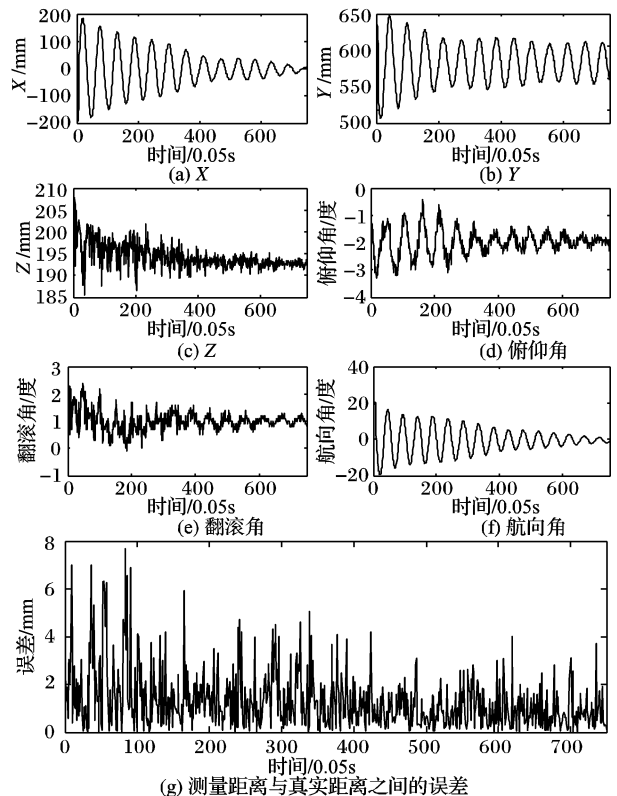 200
100
0
−100
−200
X/mm
0 200 400 600
时间/0.05s
(a) X
650
600
550
500
Y/mm
0 200 400 600
时间/0.05s
(b) Y
210
205
200
195
190
185
Z/mm
0 200 400 600
时间/0.05s
(c) Z
0
−1
−2
−3
−4
俯仰角/度
0 200 400 600
时间/0.05s
(d) 俯仰角
3
2
1
0
−1
翻滚角/度
0 200 400 600
时间/0.05s
(e) 翻滚角
40
20
0
−20
航向角/度
0 200 400 600
时间/0.05s
(f) 航向角
8
6
4
2
0
误差/mm
0 100 200 300 400 500 600 700
时间/0.05s
(g) 测量距离与真实距离之间的误差